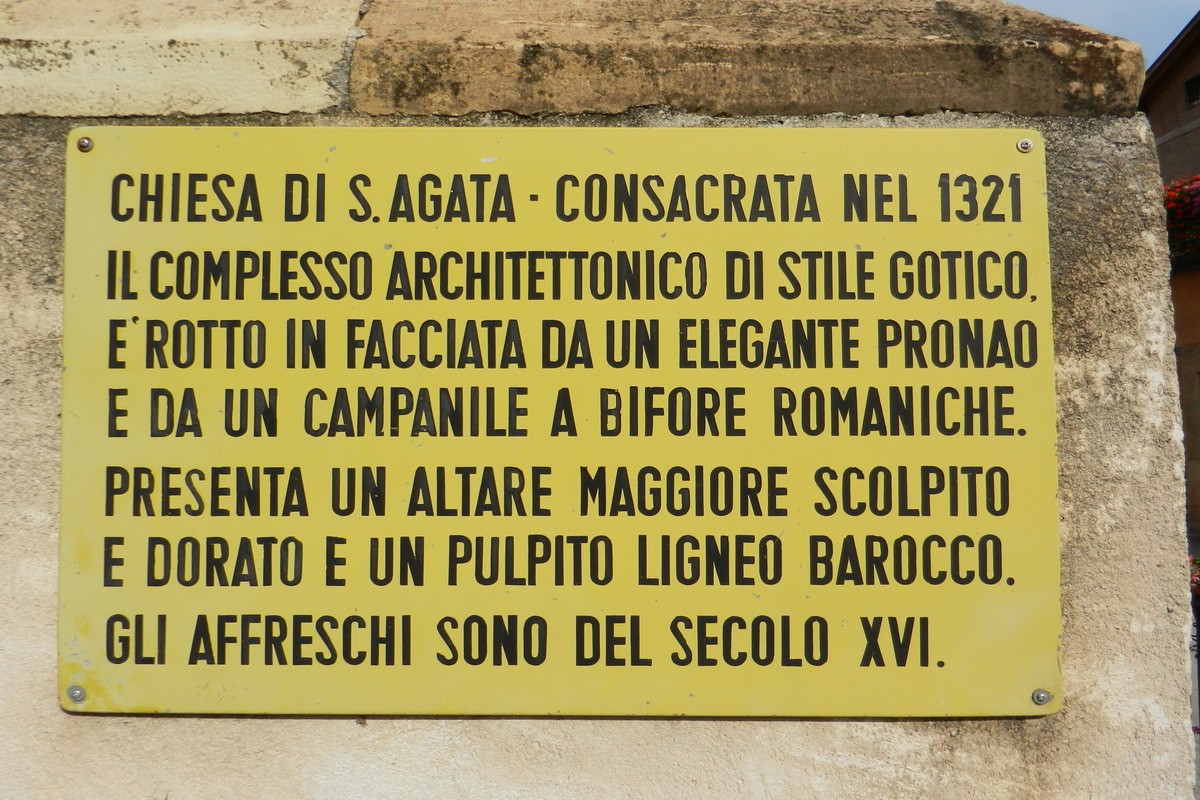 CHIESA DI S. AGATA · CONSACRATA NEL 1321
IL COMPLESSO ARCHITETTONICO DI STILE GOTICO,
E' ROTTO IN FACCIATA DA UN ELEGANTE PRONAO
E DA UN CAMPANILE A BIFORE ROMANICHE.
PRESENTA UN ALTARE MAGGIORE SCOLPITO
E DORATO E UN PULPITO LIGNEO BAROCCO.
GLI AFFRESCHI SONO DEL SECOLO XVI.